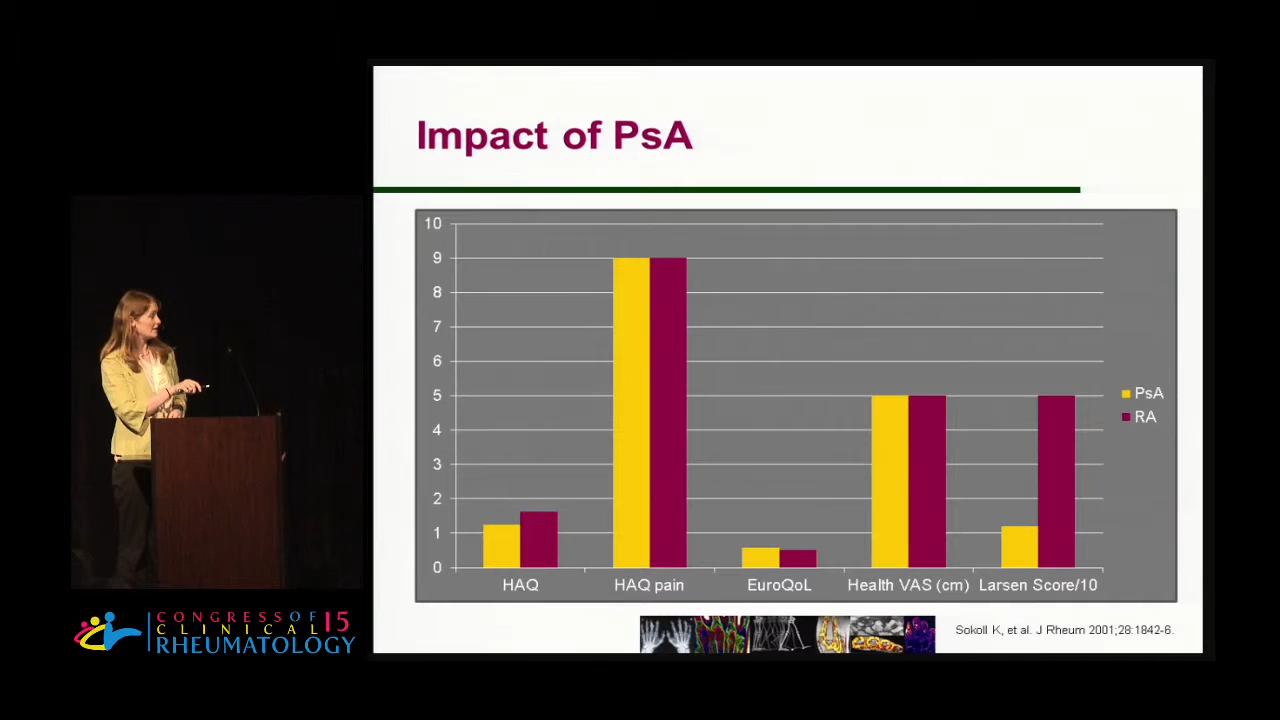 Impact of PsA
10
9
8
7
6
5
4
3
2
1
0
HAQ
HAQ pain
EuroQoL
Health VAS (cm)
Larsen Score/10
PsA
RA
Sokoll K, et al. J Rheum 2001;28:1842-6.
CONGRESS OF 15
CLINICAL
RHEUMATOLOGY